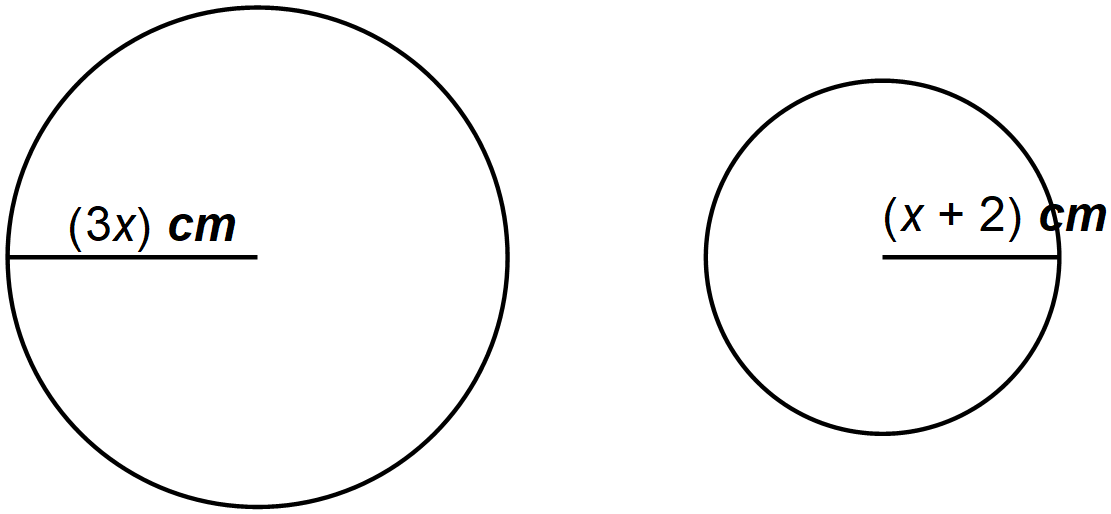 (3x) cm
(x + 2) cm